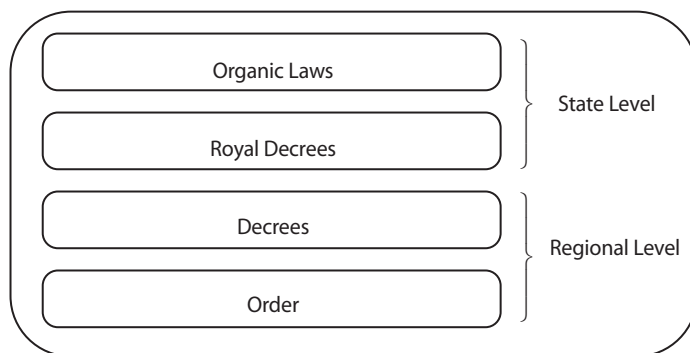 Organic Laws
State Level
Royal Decrees
Decrees
Regional Level
Order